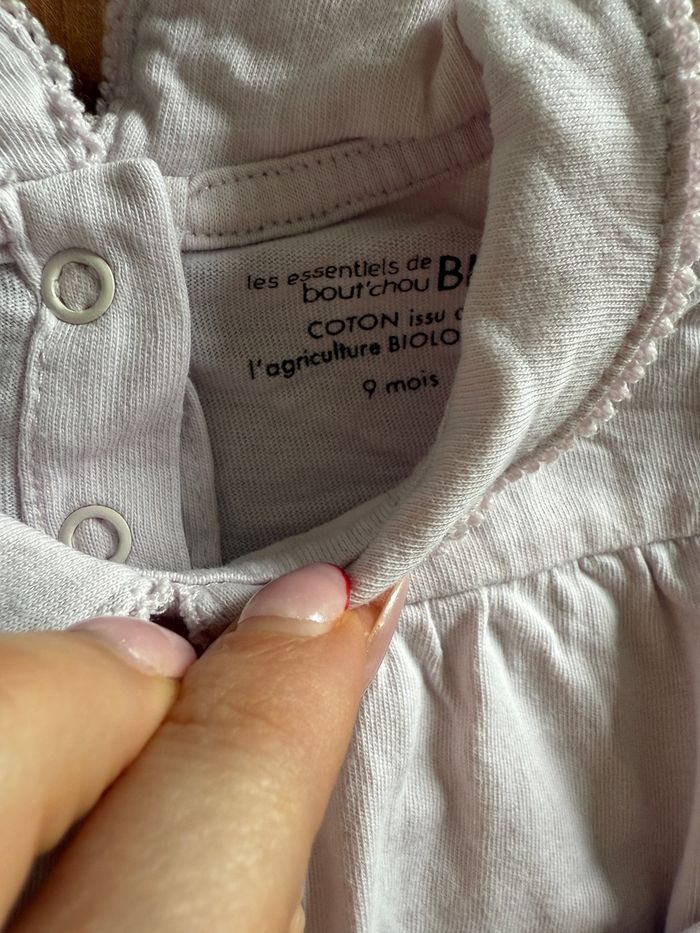 les essentiels de
bout'chou
COTON issu
l'agriculture
9 mois